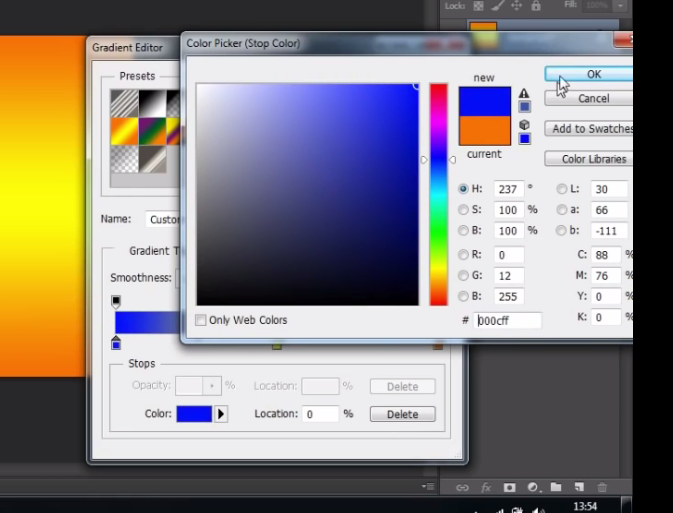 Lock:
Fill: 100%
Gradient Editor
Color Picker (Stop Color)
Presets
new
current
OK
Cancel
Add to Swatches
Color Libraries
H: 237 °
S: 100 %
B: 100 %
R: 0
G: 12
B: 255
# 000cff
L: 30
a: 66
b: -111
C: 88 %
M: 76 %
Y: 0 %
K: 0 %
Only Web Colors
Name: Custo
Gradient T
Smoothness:
Stops
Opacity: %
Location: %
Delete
Color:
Location: 0 %
Delete
fx
13:54